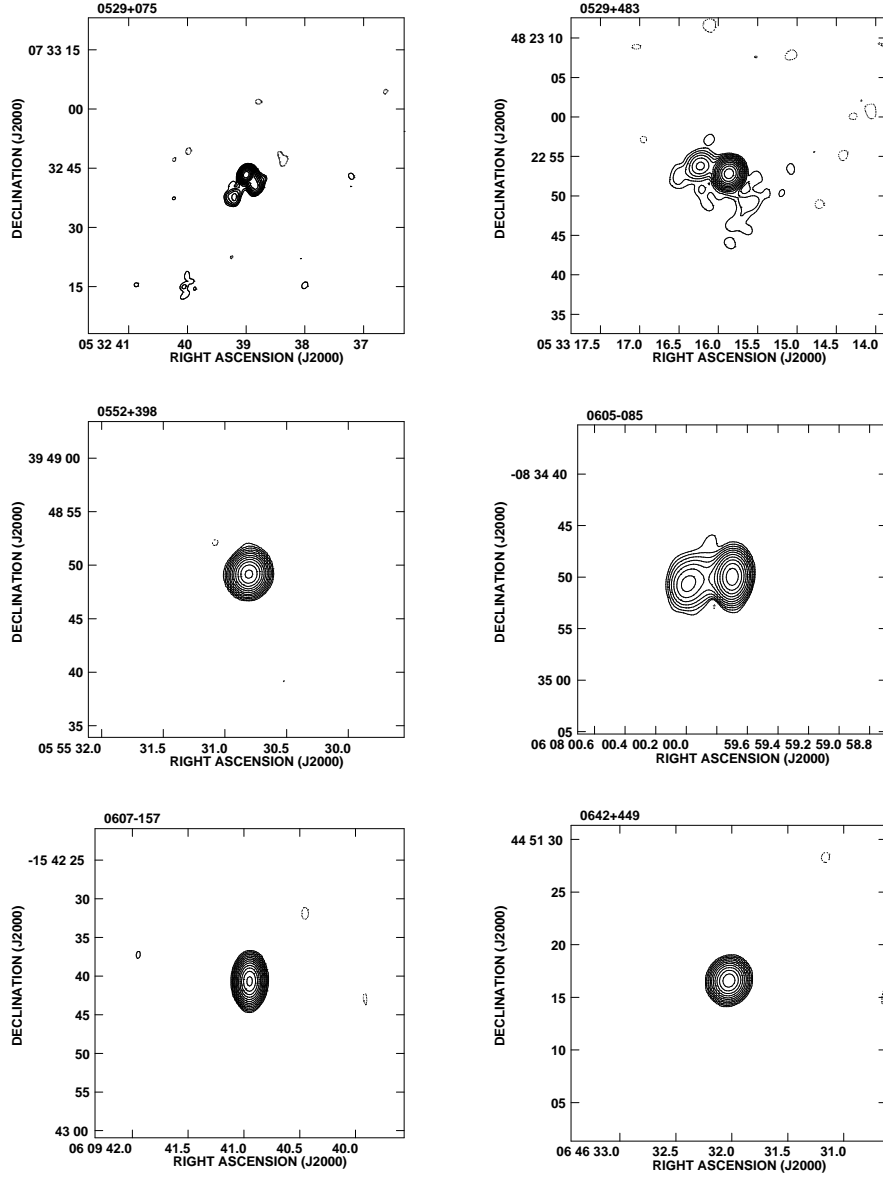 0529+075
07 33 15
00
32 45
30
15
DECLINATION (J2000)
05 32 41 40 39 38 37
RIGHT ASCENSION (J2000)
0529+483
48 23 10
05
00
22 55
50
45
40
35
DECLINATION (J2000)
05 33 17.5 17.0 16.5 16.0 15.5 15.0 14.5 14.0
RIGHT ASCENSION (J2000)
0552+398
39 49 00
48 55
50
45
40
35
DECLINATION (J2000)
05 55 32.0 31.5 31.0 30.5 30.0
RIGHT ASCENSION (J2000)
0605-085
-08 34 40
45
50
55
35 00
05
DECLINATION (J2000)
06 08 00.6 00.4 00.2 00.0 59.6 59.4 59.2 59.0 58.8
RIGHT ASCENSION (J2000)
0607-157
-15 42 25
30
35
40
45
50
55
43 00
DECLINATION (J2000)
06 09 42.0 41.5 41.0 40.5 40.0
RIGHT ASCENSION (J2000)
0642+449
44 51 30
25
20
15
10
05
DECLINATION (J2000)
06 46 33.0 32.5 32.0 31.5 31.0
RIGHT ASCENSION (J2000)